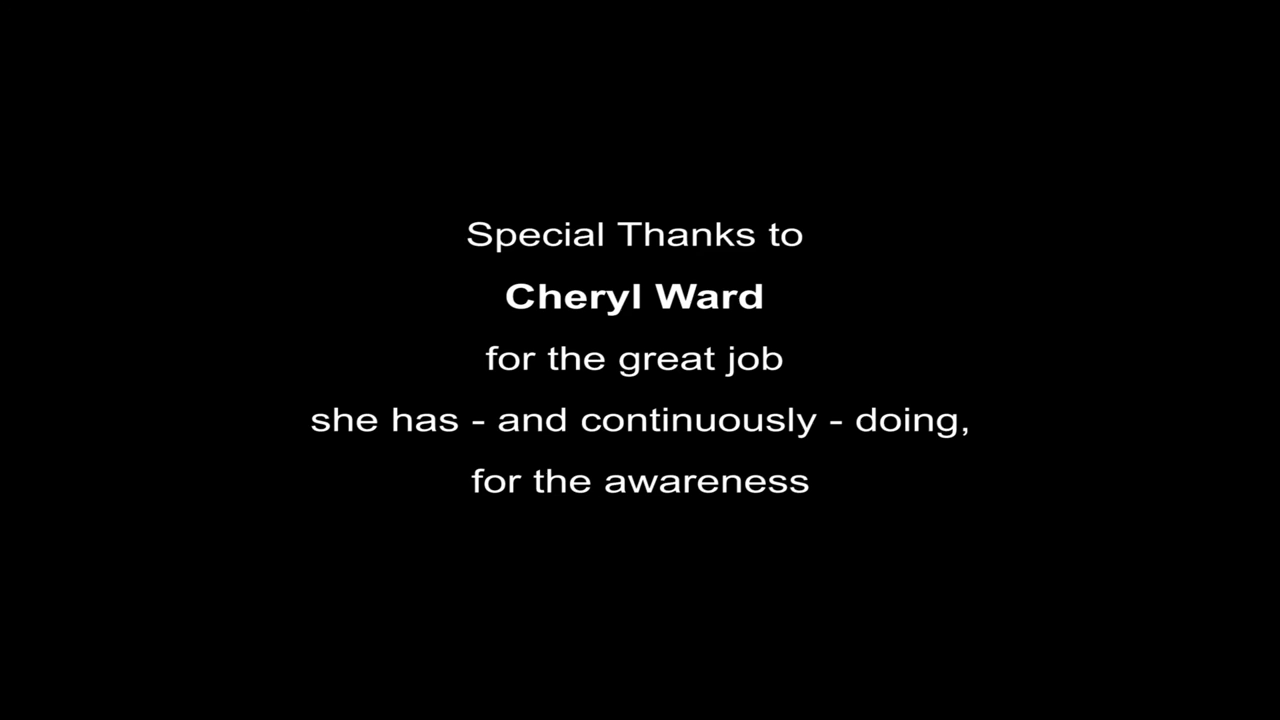 Special Thanks to
Cheryl Ward
for the great job
she has - and continuously - doing,
for the awareness